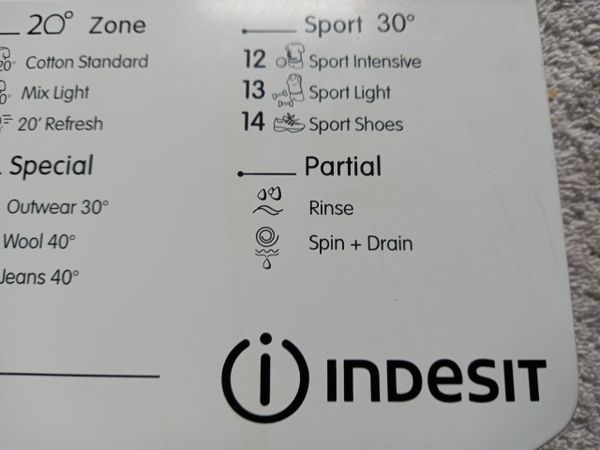 20° Zone
Cotton Standard
Mix Light
20' Refresh
Special
Outwear 30°
Wool 40°
Jeans 40°
Sport 30°
12 Sport Intensive
13 Sport Light
14 Sport Shoes
Partial
Rinse
Spin + Drain
INDESIT